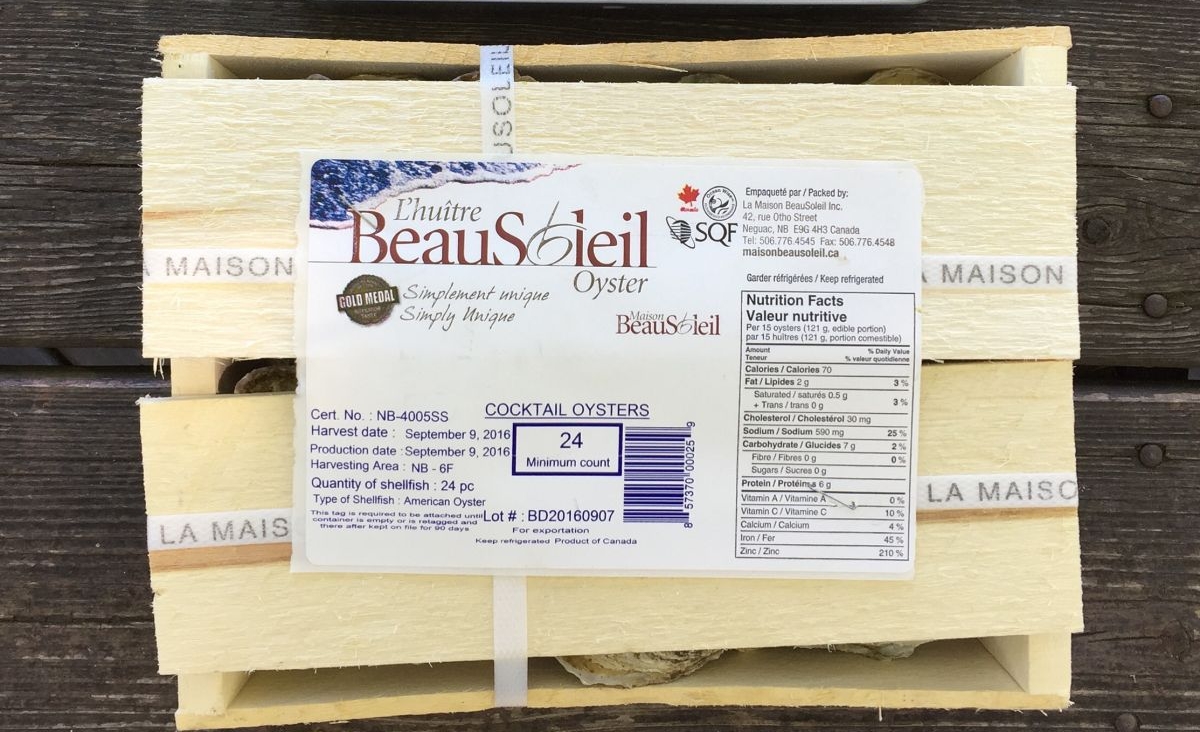 USOLEIL
LA MAISON
LA MAIS
L'huître
BeauSoleil
Oyster
GOLD MEDAL
Simplement unique
Simply Unique
Maison
BeauSoleil
SQF
Empaqueté par / Packed by:
La Maison BeauSoleil Inc.
42, rue Otho Street
Neguac, NB E9G 4H3 Canada
Tel: 506.776.4545 Fax: 506.776.4548
maisonbeausoleil.ca
Garder réfrigérées / Keep refrigerated
Nutrition Facts
Valeur nutritive
Per 15 oysters (121 g, edible portion)
par 15 huîtres (121 g, portion comestible)
Amount % Daily Value
Teneur % valeur quotidienne
Calories / Calories 70
Fat / Lipides 2 g 3 %
Saturated / saturés 0.5 g
+ Trans / trans 0 g 3 %
Cholesterol / Cholestérol 30 mg
Sodium / Sodium 590 mg 25 %
Carbohydrate / Glucides 7 g 2 %
Fibre / Fibres 0 g 0 %
Sugars / Sucres 0 g
Protein / Protéines 6 g
Vitamin A / Vitamine A 0 %
Vitamin C / Vitamine C 10 %
Calcium / Calcium 4 %
Iron / Fer 45 %
Zinc / Zinc 210 %
COCKTAIL OYSTERS
24
Minimum count
Cert. No. : NB-4005SS
Harvest date : September 9, 2016
Production date : September 9, 2016
Harvesting Area : NB - 6F
Quantity of shellfish : 24 pc
Type of Shellfish : American Oyster
This tag is required to be attached until
container is empty or is retagged and
there after kept on file for 90 days
Lot # : BD20160907
For exportation
Keep refrigerated Product of Canada
8 57370 00025 9
A MAISON
LA MAISO